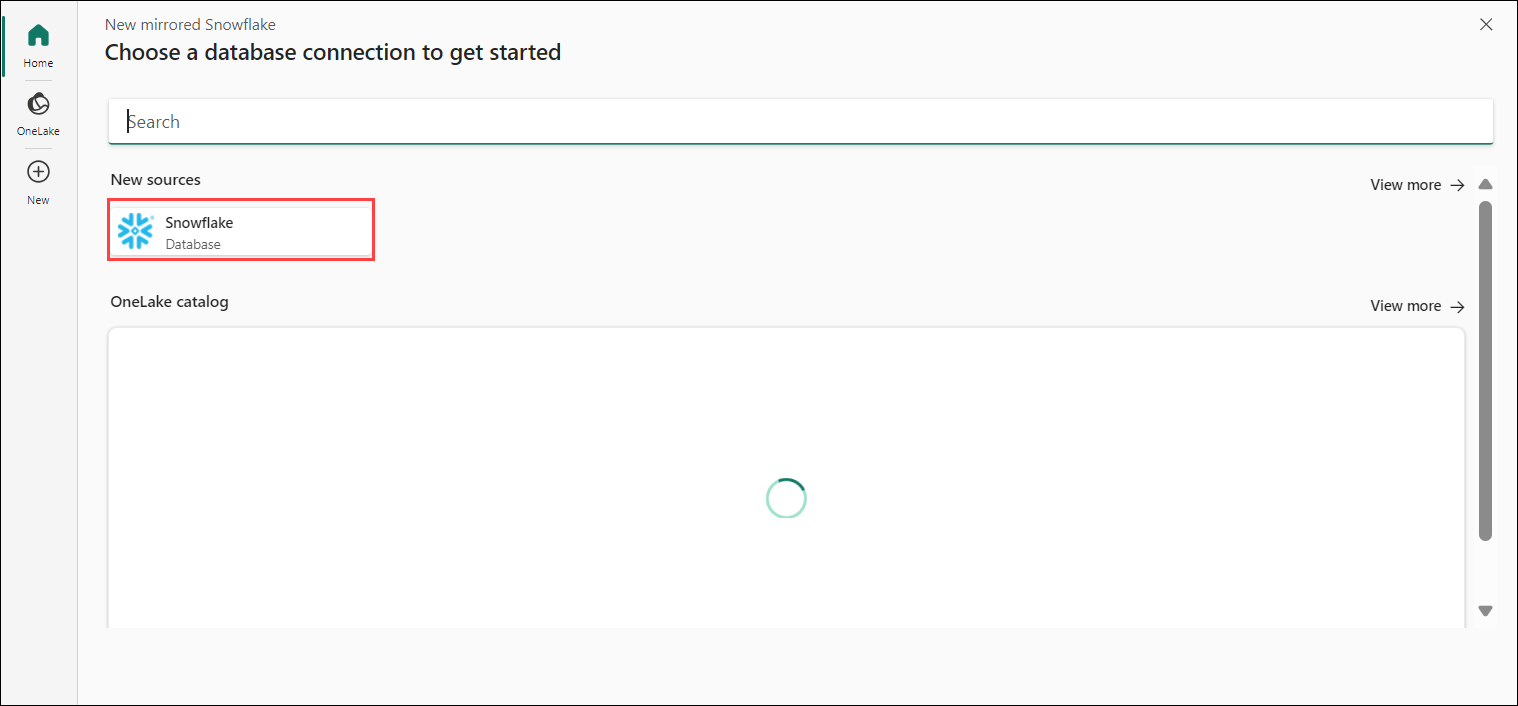 New mirrored Snowflake
Choose a database connection to get started
Home
OneLake
New
Search
New sources
View more
Snowflake
Database
OneLake catalog
View more